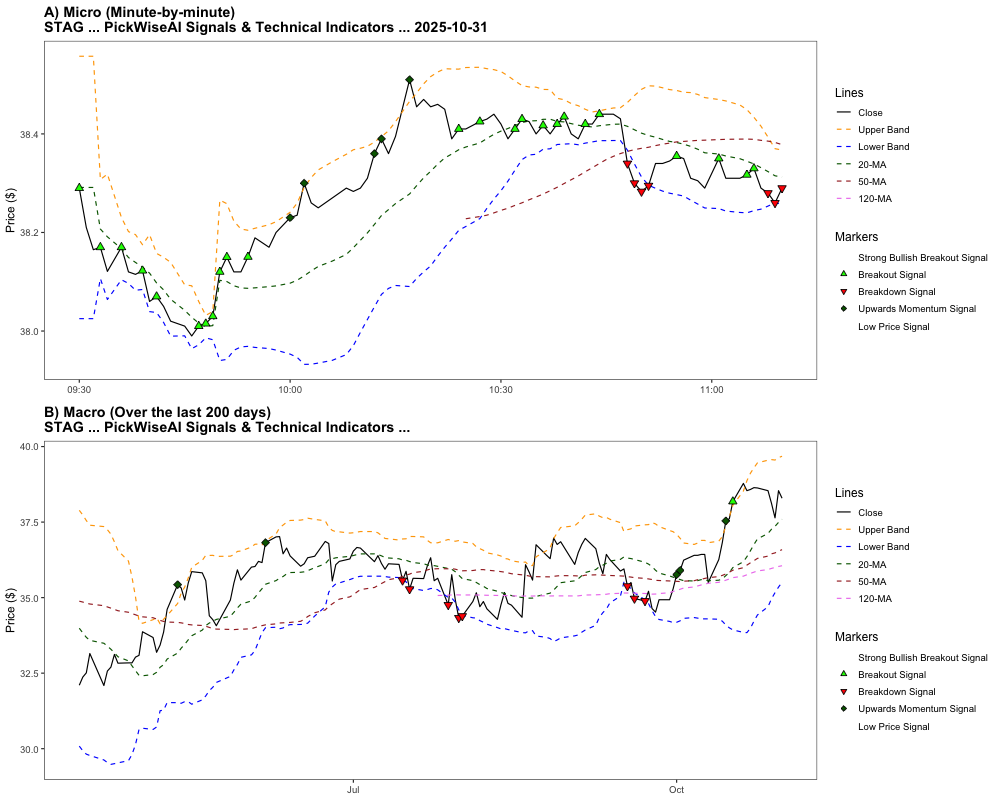 A) Micro (Minute-by-minute)
STAG ... PickWiseAI Signals & Technical Indicators ... 2025-10-31
Price ($)
38.4
38.2
38.0
09:30
10:00
10:30
11:00
Lines
Close
Upper Band
Lower Band
20-MA
50-MA
120-MA
Markers
Strong Bullish Breakout Signal
Breakout Signal
Breakdown Signal
Upwards Momentum Signal
Low Price Signal
B) Macro (Over the last 200 days)
STAG ... PickWiseAI Signals & Technical Indicators ...
Price ($)
40.0
37.5
35.0
32.5
30.0
Jul
Oct
Lines
Close
Upper Band
Lower Band
20-MA
50-MA
120-MA
Markers
Strong Bullish Breakout Signal
Breakout Signal
Breakdown Signal
Upwards Momentum Signal
Low Price Signal